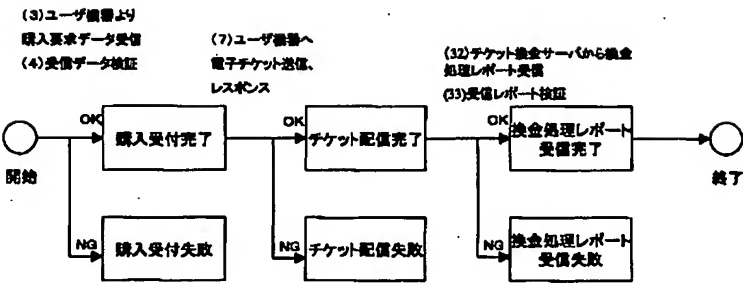 (3)ユーザ機器より
購入要求データ受信
(4)受信データ検証
(7)ユーザ機器へ
電子チケット送信、
レスポンス
(32)チケット換金サーバから換金
処理レポート受信
(33)受信レポート検証
OK
購入受付完了
OK
チケット配信完了
OK
換金処理レポート
受信完了
開始
終了
NG
購入受付失敗
NG
チケット配信失敗
NG
換金処理レポート
受信失敗